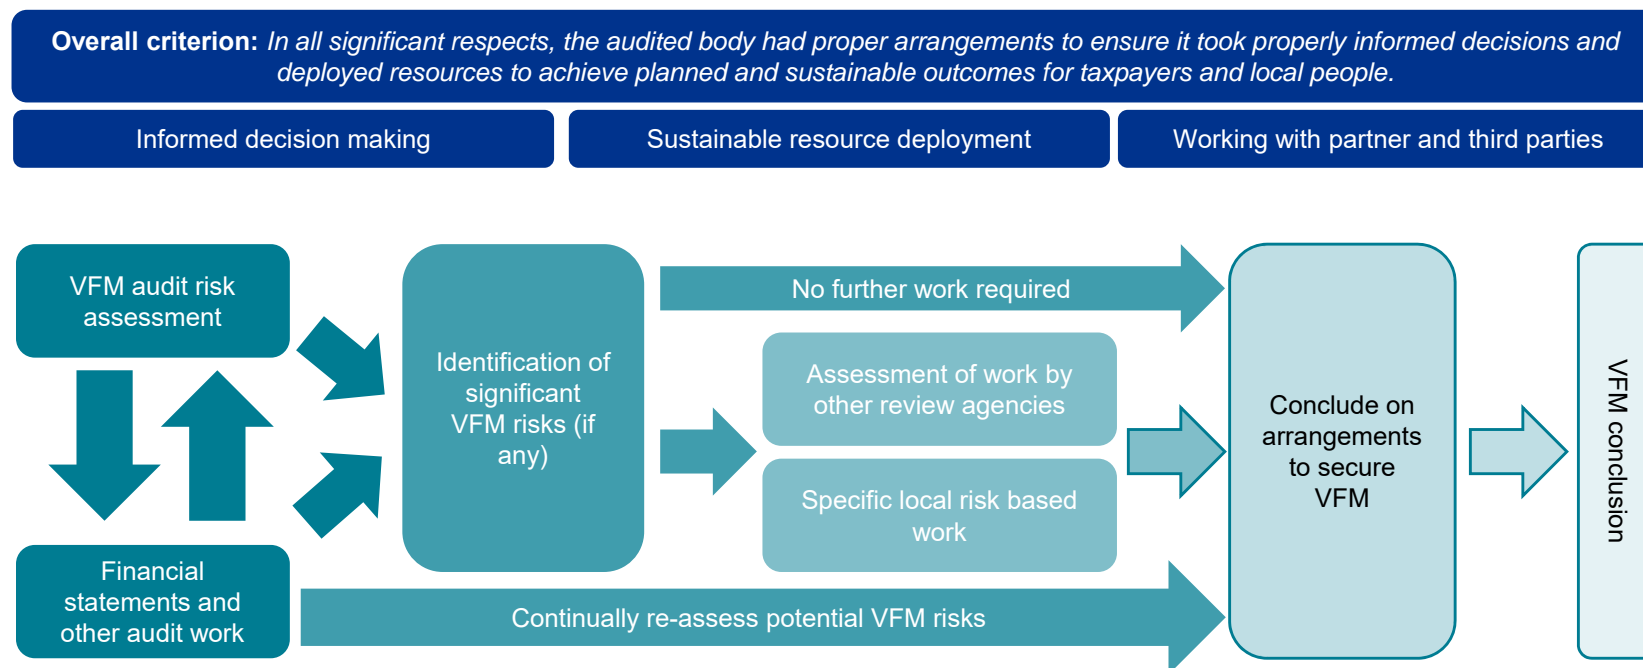 Overall criterion: In all significant respects, the audited body had proper arrangements to ensure it took properly informed decisions and
deployed resources to achieve planned and sustainable outcomes for taxpayers and local people.
Informed decision making
Sustainable resource deployment
Working with partner and third parties
VFM audit risk
assessment
Financial
statements and
other audit work
Identification of
significant
VFM risks (if
any)
No further work required
Assessment of work by
other review agencies
Specific local risk based
work
Continually re-assess potential VFM risks
Conclude on
arrangements
to secure
VFM
VFM conclusion